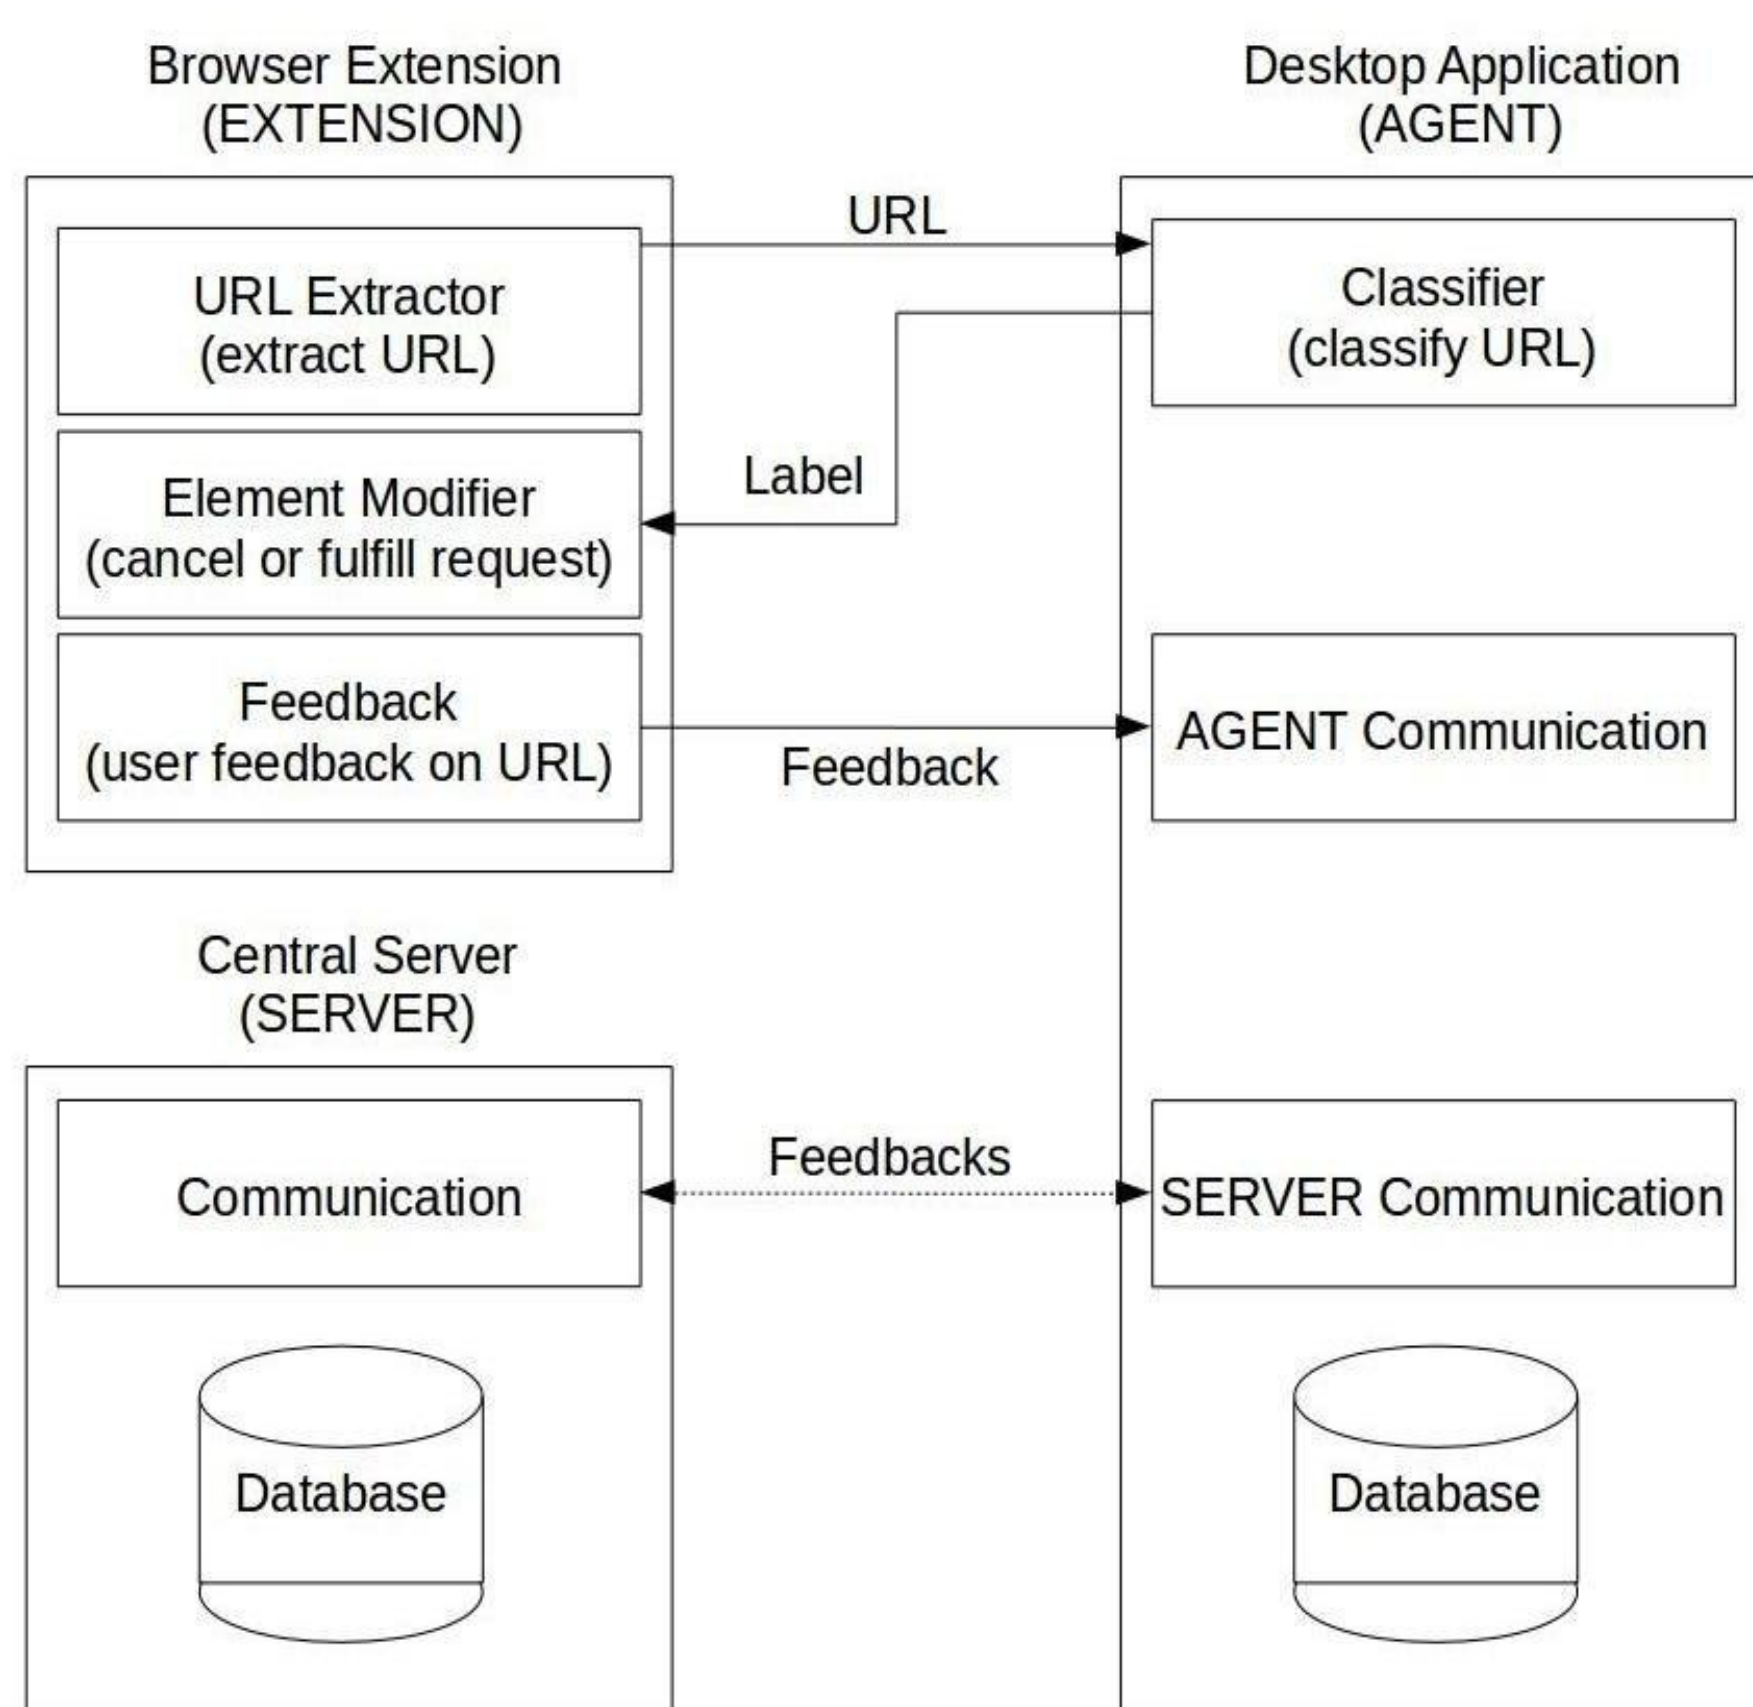 Browser Extension
(EXTENSION)
Desktop Application
(AGENT)
URL
URL Extractor
(extract URL)
Classifier
(classify URL)
Label
Element Modifier
(cancel or fulfill request)
Feedback
(user feedback on URL)
Feedback
AGENT Communication
Central Server
(SERVER)
Communication
Feedbacks
SERVER Communication
Database
Database